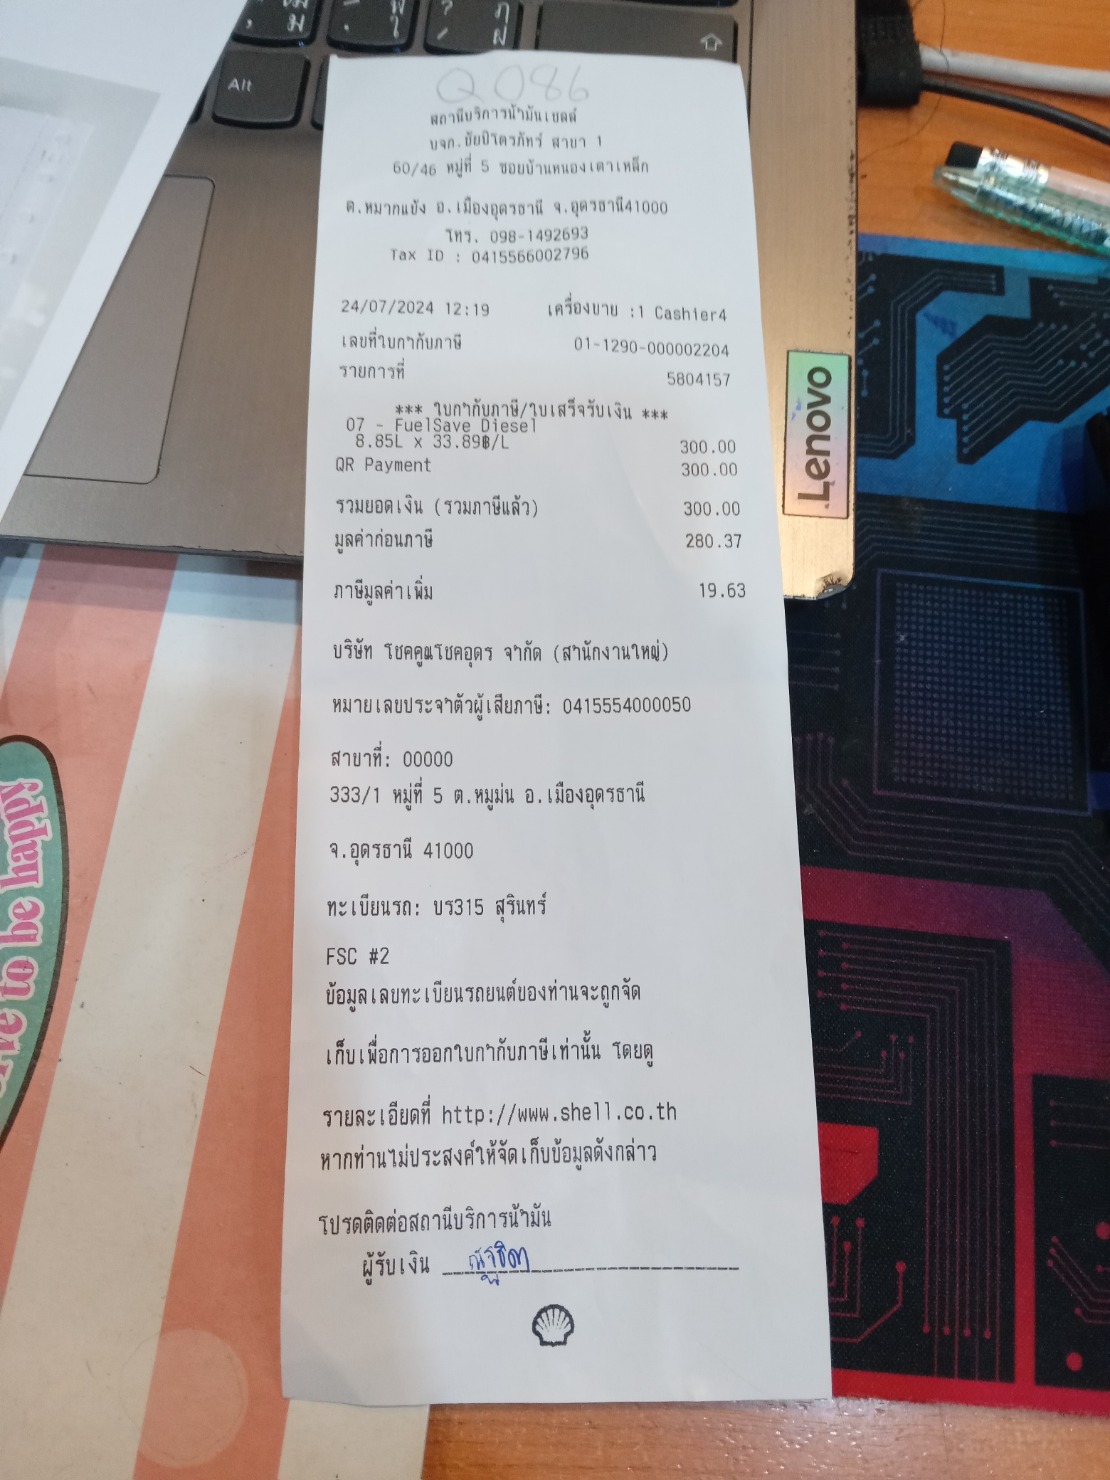 Q 086
สถานีบริการน้ำมันเชลล์
บจก.ชัยปิโตรภัทร์ สาขา 1
60/46 หมู่ที่ 5 ซอยบ้านหนองเตาเหล็ก
ต.หมากแข้ง อ.เมืองอุดรธานี จ.อุดรธานี41000
โทร. 098-1492693
Tax ID : 0415566002796
24/07/2024 12:19 เครื่องขาย :1 Cashier4
เลขที่ใบกำกับภาษี 01-1290-000002204
รายการที่ 5804157
*** ใบกำกับภาษี/ใบเสร็จรับเงิน ***
07 - FuelSave Diesel
8.85L x 33.89฿/L 300.00
QR Payment 300.00
รวมยอดเงิน (รวมภาษีแล้ว) 300.00
มูลค่าก่อนภาษี 280.37
ภาษีมูลค่าเพิ่ม 19.63
บริษัท โชคคูณโชคอุดร จำกัด (สำนักงานใหญ่)
หมายเลขประจำตัวผู้เสียภาษี: 0415554000050
สาขาที่: 00000
333/1 หมู่ที่ 5 ต.หมูม่น อ.เมืองอุดรธานี
จ.อุดรธานี 41000
ทะเบียนรถ: บร315 สุรินทร์
FSC #2
ข้อมูลเลขทะเบียนรถยนต์ของท่านจะถูกจัด
เก็บเพื่อการออกใบกำกับภาษีเท่านั้น โดยดู
รายละเอียดที่ http://www.shell.co.th
หากท่านไม่ประสงค์ให้จัดเก็บข้อมูลดังกล่าว
โปรดติดต่อสถานีบริการน้ำมัน
ผู้รับเงิน
Lenovo
Alt
to be happy